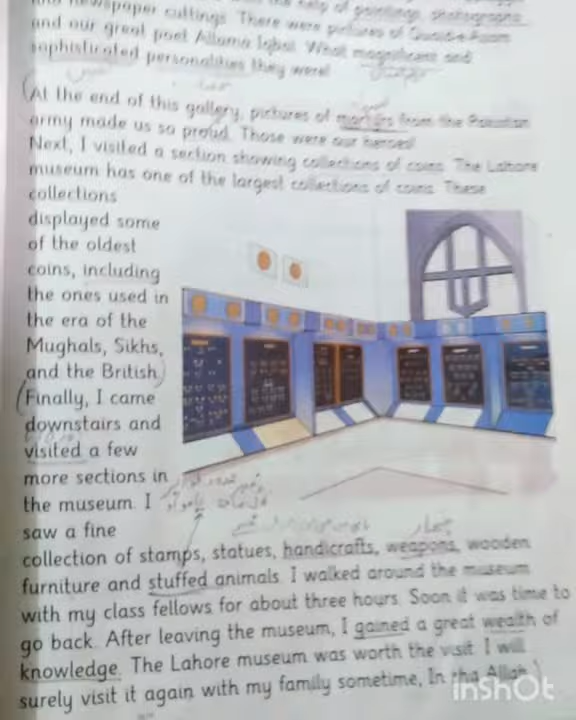 newspaper cuttings. There were pictures of Quaid-e-Azam
and our great poet Allama Iqbal. What magnificent and
sophisticated personalities they were!
(At the end of this gallery, pictures of martyrs from the Pakistan
army made us so proud. Those were our heroes!
Next, I visited a section showing collections of coins. The Lahore
museum has one of the largest collections of coins. These
collections
displayed some
of the oldest
coins, including
the ones used in
the era of the
Mughals, Sikhs,
and the British)
(Finally, I came
downstairs and
visited a few
more sections in
the museum. I
saw a fine
collection of stamps, statues, handicrafts, weapons, wooden
furniture and stuffed animals. I walked around the museum
with my class fellows for about three hours. Soon it was time to
go back. After leaving the museum, I gained a great wealth of
knowledge. The Lahore museum was worth the visit. I will
surely visit it again with my family sometime, In sha Allah)
InShOt